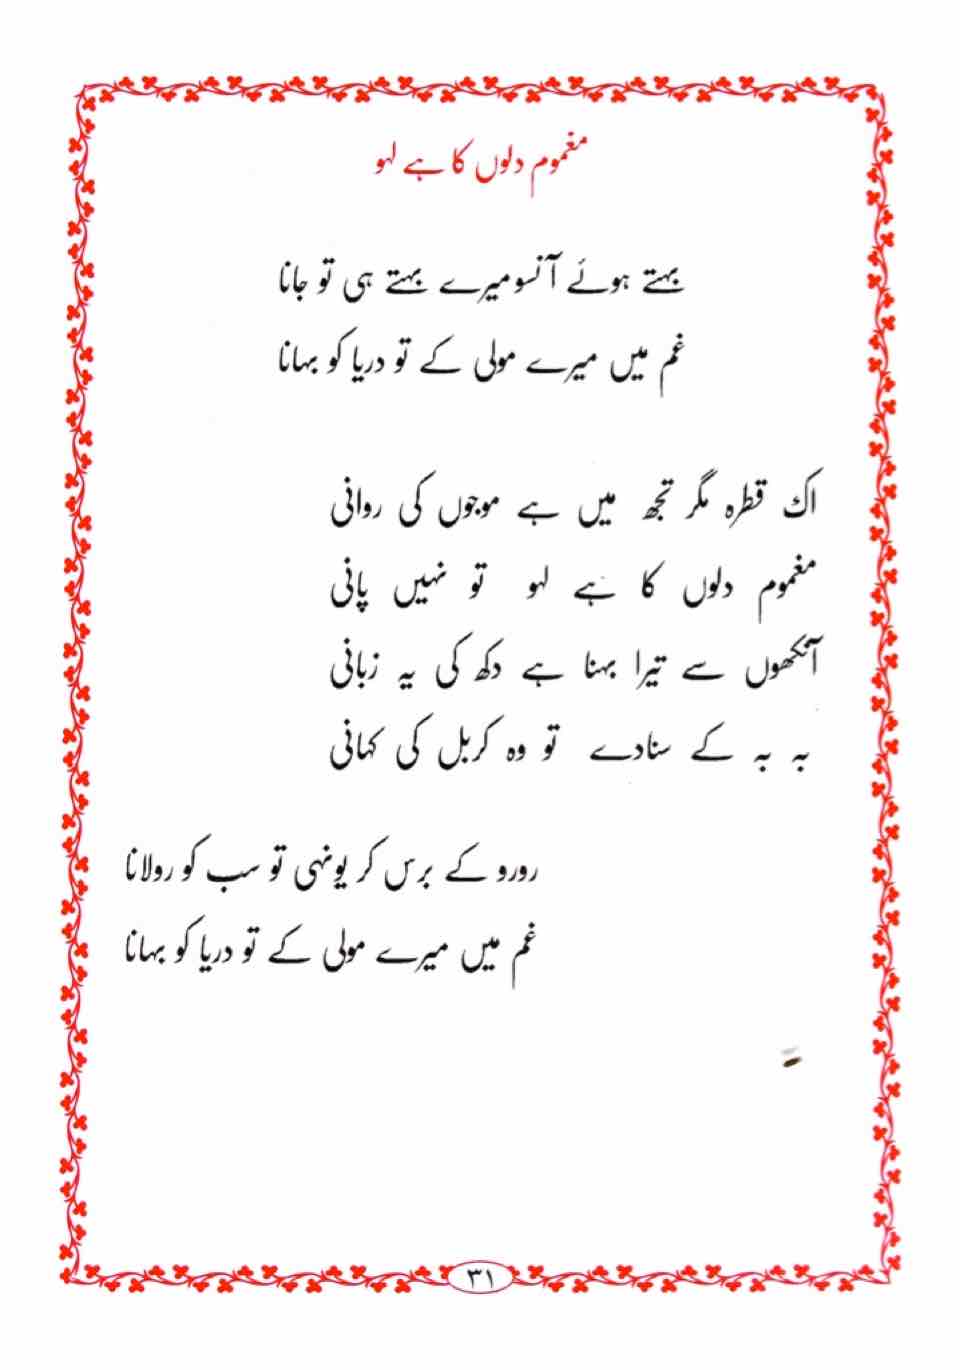 مغموم دلوں کا ہے لہو
بہتے ہوئے آنسو میرے بہتے ہی تو جانا
غم میں میرے مولی کے تو دریا کو بہانا
اک قطرہ مگر تجھ میں ہے موجوں کی روانی
مغموم دلوں کا ہے لہو تو نہیں پانی
آنکھوں سے تیرا بہنا ہے دکھ کی یہ زبانی
بہ بہ کے سنادے تو وہ کربل کی کہانی
رورو کے برس کر یونہی تو سب کو رولانا
غم میں میرے مولی کے تو دریا کو بہانا
۳۱